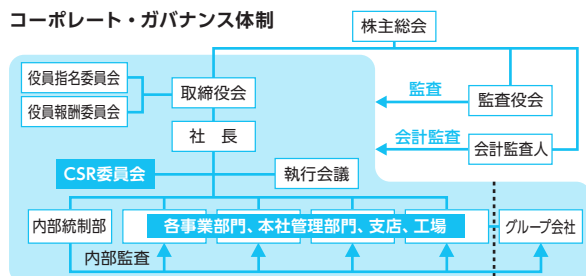 コーポレート・ガバナンス体制
株主総会
役員指名委員会
役員報酬委員会
取締役会
監査
監査役会
社 長
会計監査
会計監査人
CSR委員会
執行会議
内部統制部
各事業部門、本社管理部門、支店、工場
グループ会社
内部監査